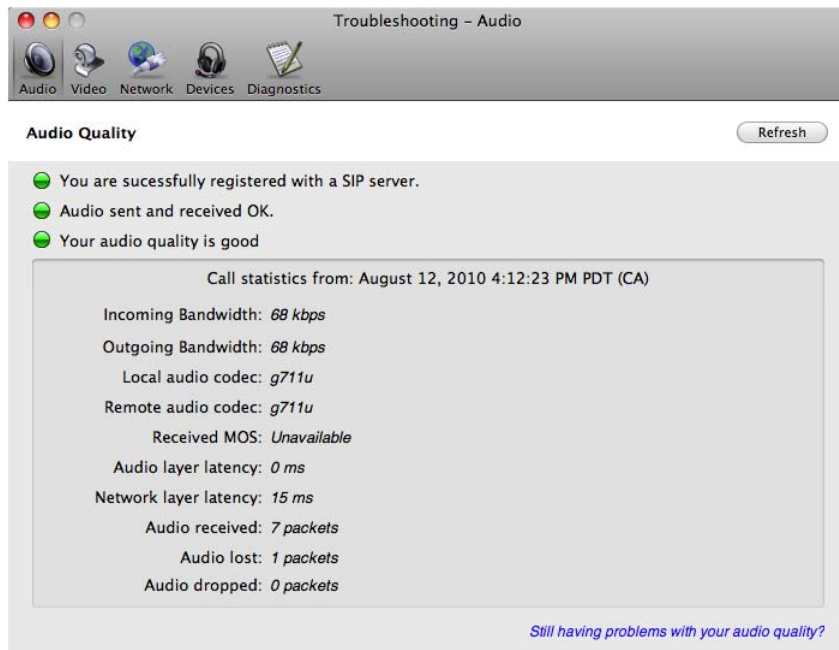 Troubleshooting – Audio
Audio Video Network Devices Diagnostics
Audio Quality Refresh
You are sucessfully registered with a SIP server.
Audio sent and received OK.
Your audio quality is good
Call statistics from: August 12, 2010 4:12:23 PM PDT (CA)
Incoming Bandwidth: 68 kbps
Outgoing Bandwidth: 68 kbps
Local audio codec: g711u
Remote audio codec: g711u
Received MOS: Unavailable
Audio layer latency: 0 ms
Network layer latency: 15 ms
Audio received: 7 packets
Audio lost: 1 packets
Audio dropped: 0 packets
Still having problems with your audio quality?